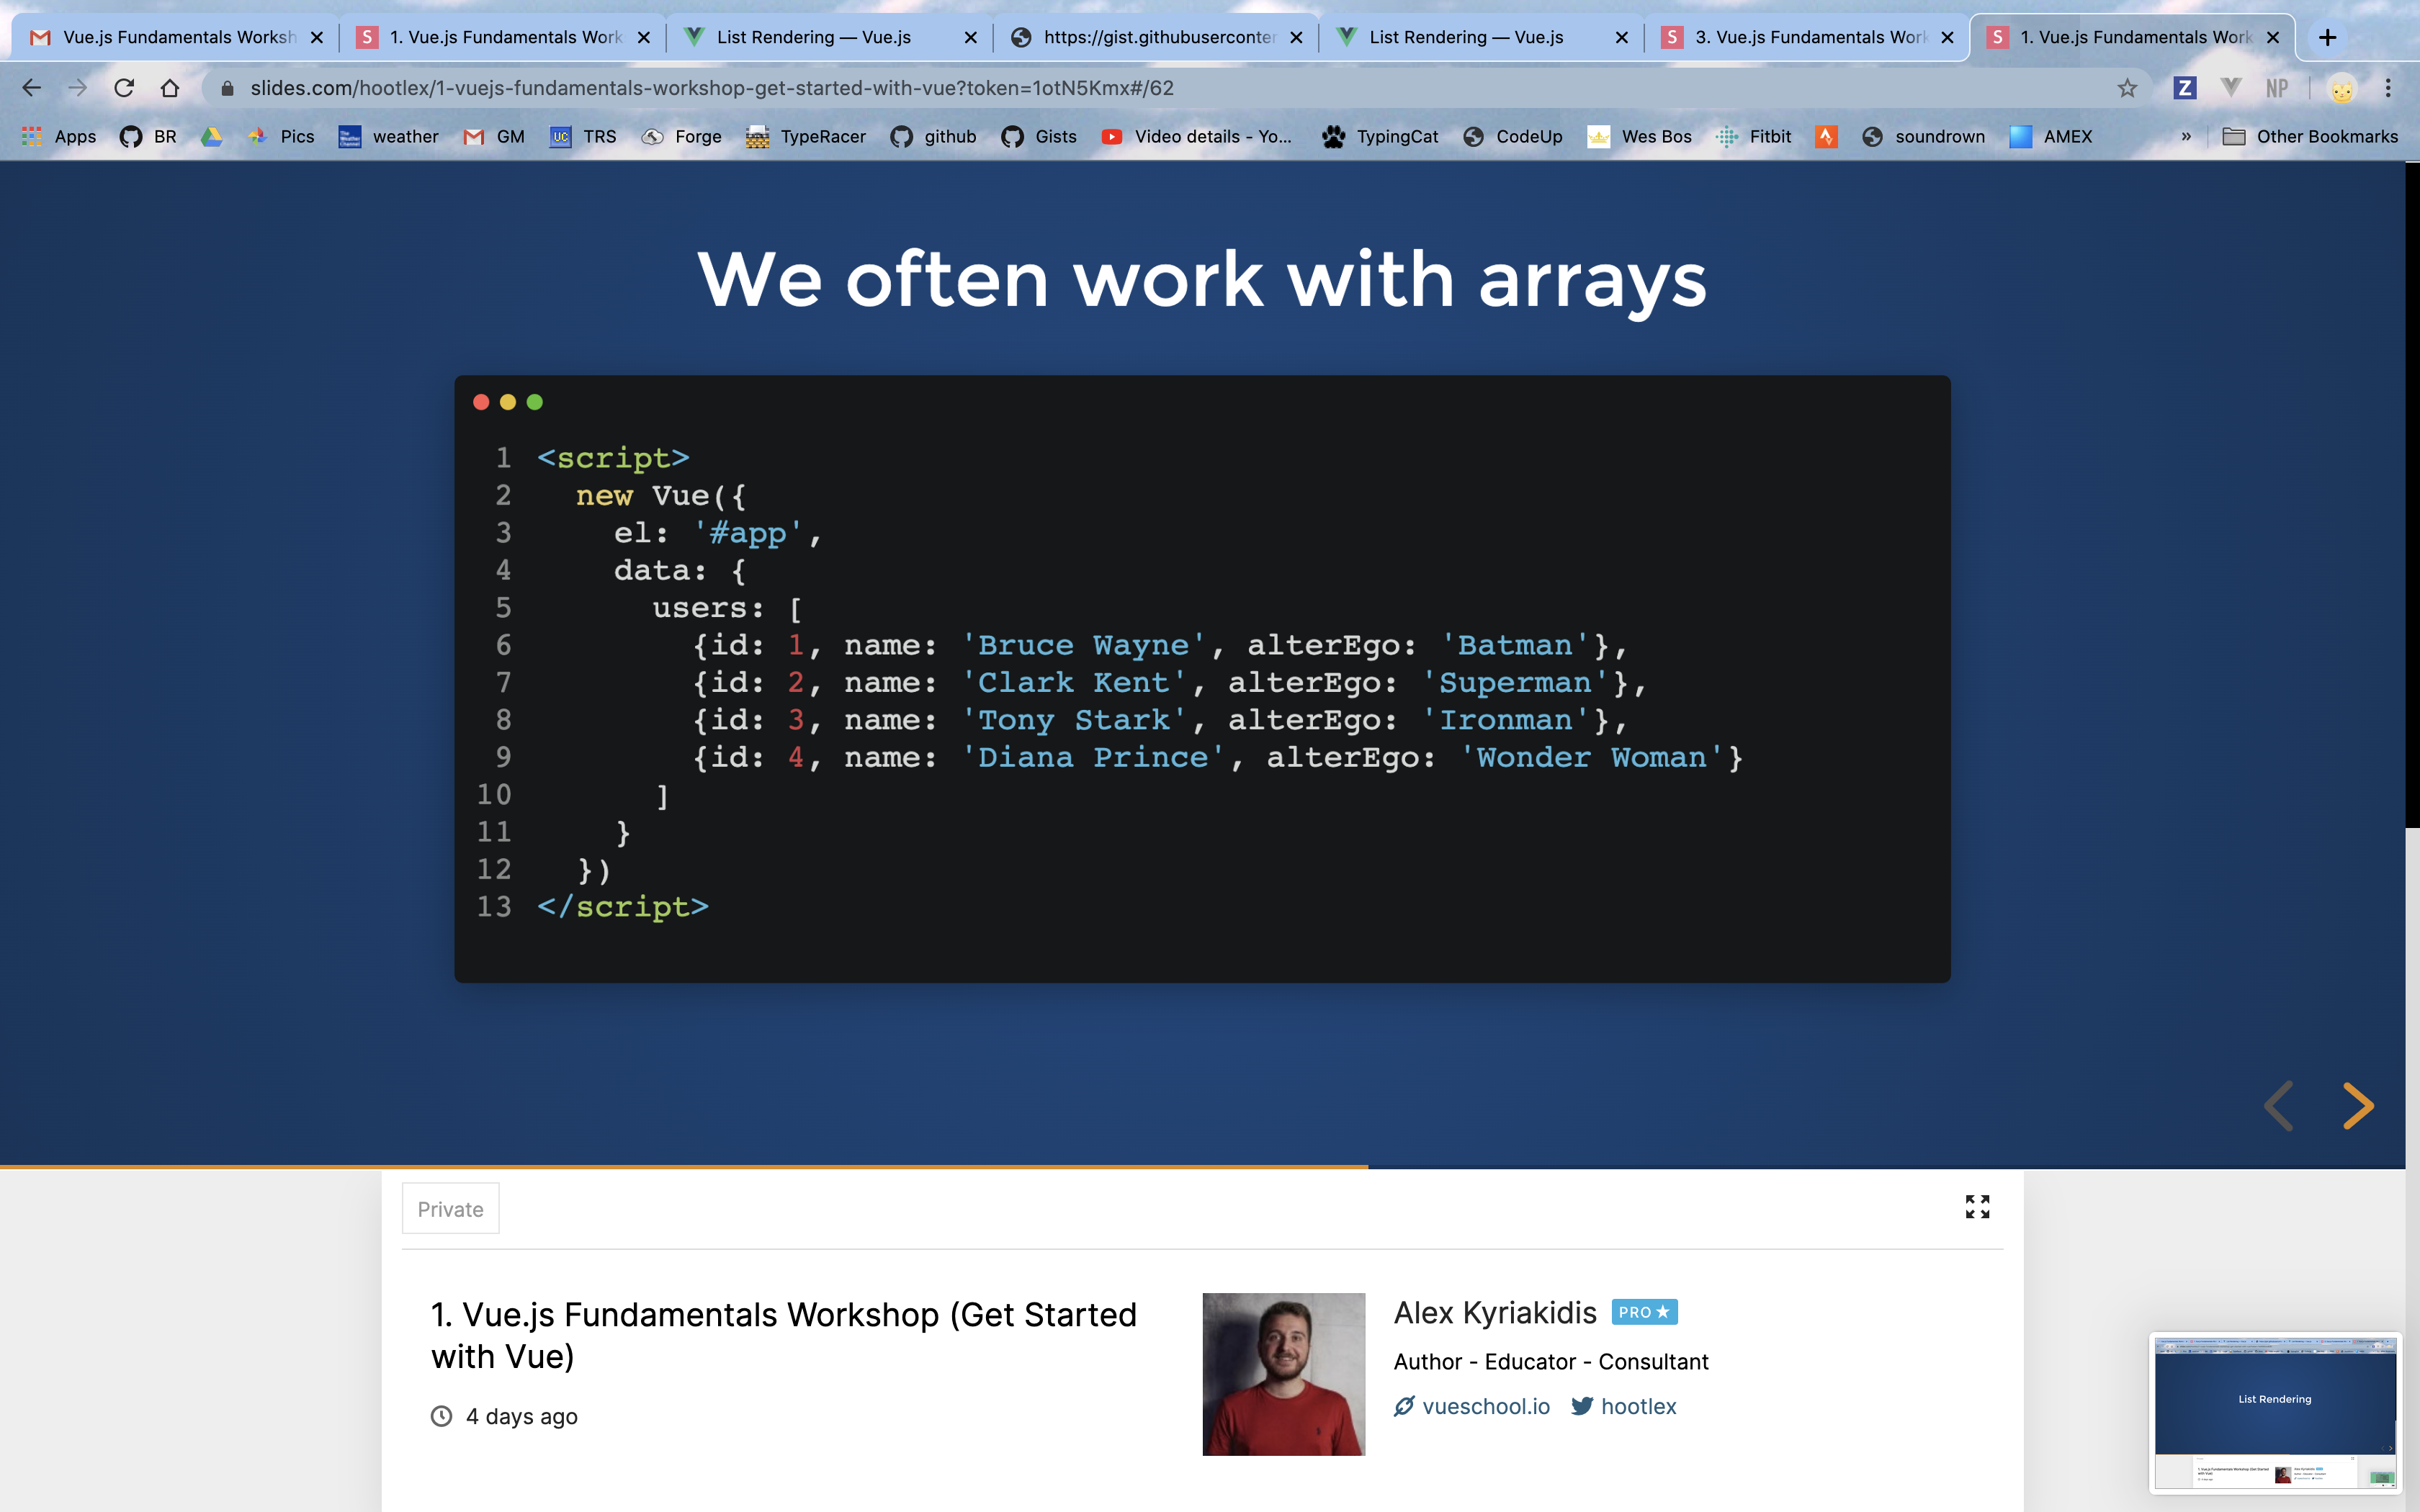 Vue.js Fundamentals Worksh
1. Vue.js Fundamentals Work
List Rendering — Vue.js
https://gist.githubuserconter
List Rendering — Vue.js
3. Vue.js Fundamentals Work
1. Vue.js Fundamentals Work
slides.com/hootlex/1-vuejs-fundamentals-workshop-get-started-with-vue?token=1otN5Kmx#/62
Z
NP
Apps
BR
Pics
weather
GM
UC
TRS
Forge
TypeRacer
github
Gists
Video details - Yo...
TypingCat
CodeUp
Wes Bos
Fitbit
soundrown
AMEX
»
Other Bookmarks
We often work with arrays
1 <script>
2 new Vue({
3 el: '#app',
4 data: {
5 users: [
6 {id: 1, name: 'Bruce Wayne', alterEgo: 'Batman'},
7 {id: 2, name: 'Clark Kent', alterEgo: 'Superman'},
8 {id: 3, name: 'Tony Stark', alterEgo: 'Ironman'},
9 {id: 4, name: 'Diana Prince', alterEgo: 'Wonder Woman'}
10 ]
11 }
12 })
13 </script>
Private
1. Vue.js Fundamentals Workshop (Get Started
with Vue)
4 days ago
Alex Kyriakidis PRO
Author - Educator - Consultant
vueschool.io hootlex
List Rendering